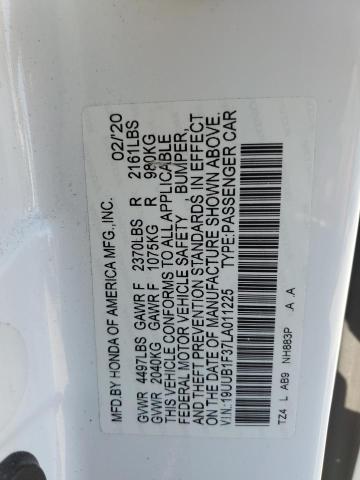 MFD.BY HONDA OF AMERICA MFG.,INC. 02/'20
GVWR 4497LBS GAWR F 2370LBS R 2161LBS
GVWR 2040KG GAWR F 1075KG R 980KG
THIS VEHICLE CONFORMS TO ALL APPLICABLE
FEDERAL MOTOR VEHICLE SAFETY BUMPER,
AND THEFT PREVENTION STANDARDS IN EFFECT
ON THE DATE OF MANUFACTURE SHOWN ABOVE.
V.I.N:19UUB1F37LA011225 TYPE:PASSENGER CAR
TZ4 L AB9 NH883P A .A